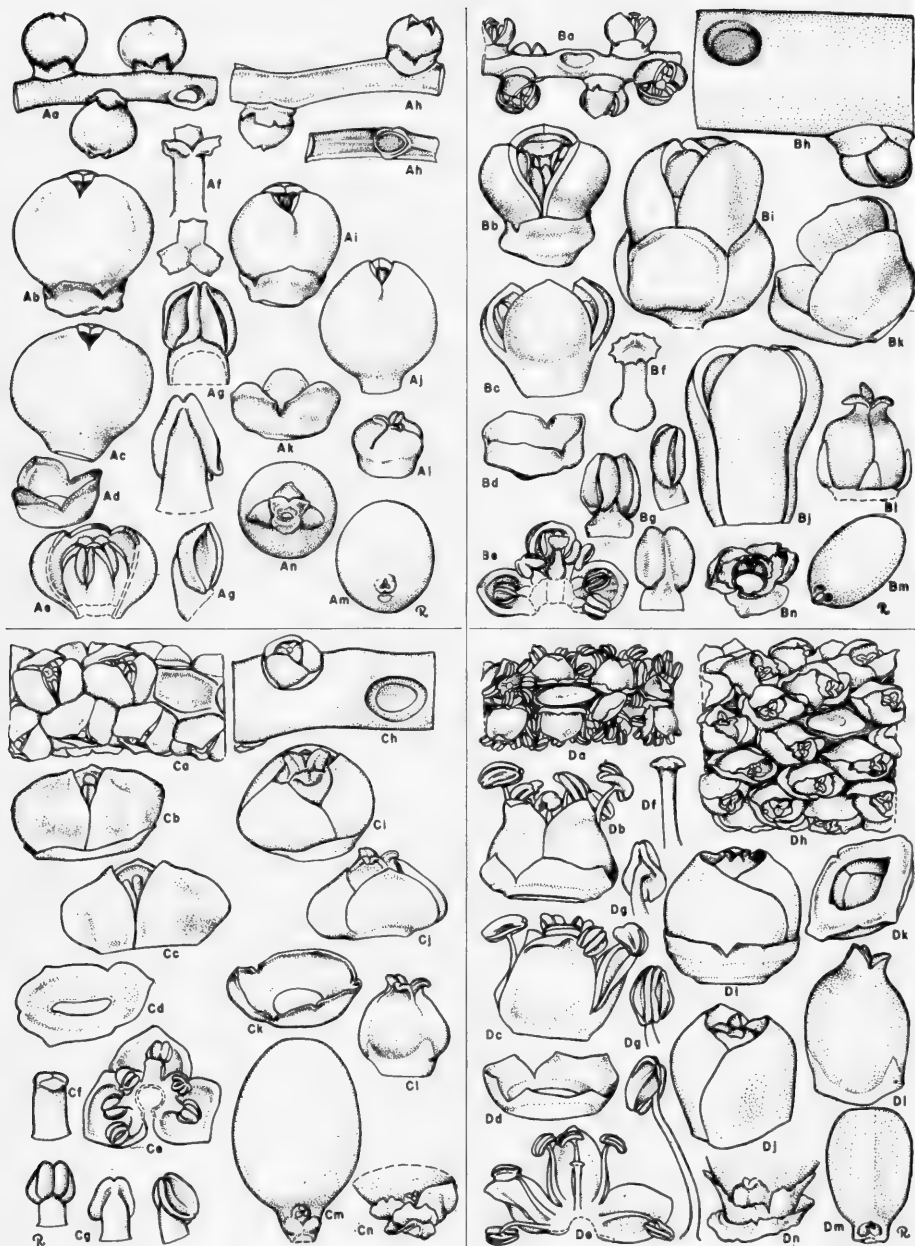 Aa
Ah
Ah
Af
Ab
Ai
Ag
Aj
Ac
Ak
Al
Ad
Ag
An
Ae
Am
R
Ba
Bh
Bb
Bi
Bk
Bc
Bf
Bd
Bg
Bj
Bl
Be
Bn
Bm
R
Ca
Ch
Cb
Ci
Cc
Cj
Cd
Ck
Cl
Cf
Ce
Cg
Cm
Cn
R
Da
Df
Dh
Db
Dg
Dk
Di
Dc
Dg
Dd
Dj
Dl
De
Dn
Dm
R